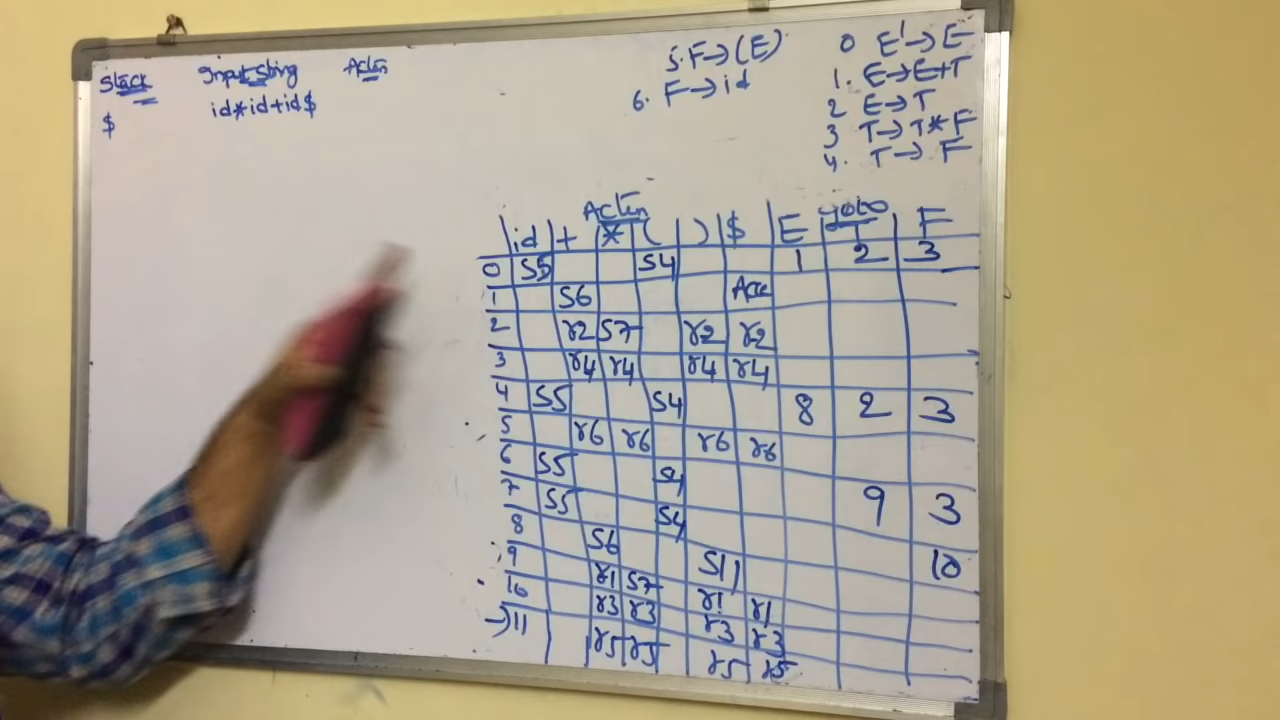 Stack Input String Action
$ id*id+id$
5. F→(E)
6. F→id
0 E'→E
1. E→E+T
2 E→T
3 T→T*F
4. T→F
Action goto
id + * ( ) $ E T F
0 S5 S4 1 2 3
1 S6 Acc
2 r2 S7 r2 r2
3 r4 r4 r4 r4
4 S5 S4 8 2 3
5 r6 r6 r6 r6
6 S5 S4 9 3
7 S5 S4 10
8 S6 S11
9 r1 S7 r1 r1
10 r3 r3 r3 r3
→11 r5 r5 r5 r5